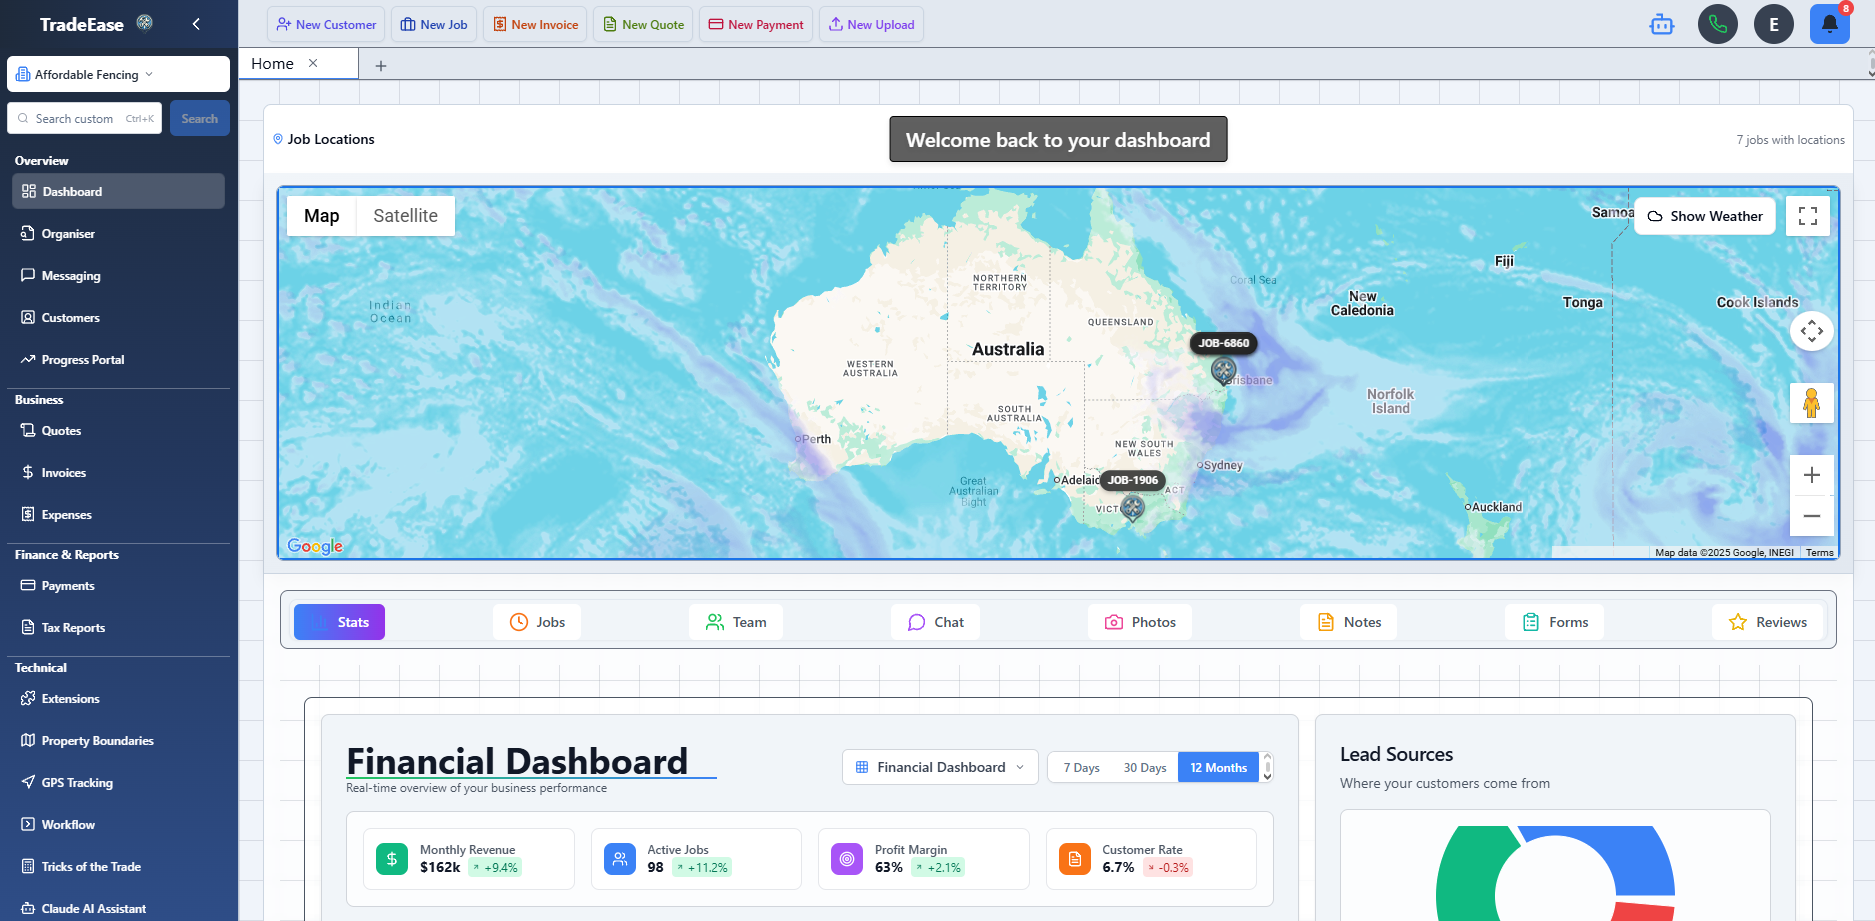 TradeEase
New Customer
New Job
New Invoice
New Quote
New Payment
New Upload
E
8
Affordable Fencing
Home
Search custom Ctrl+K
Search
Overview
Dashboard
Organiser
Messaging
Customers
Progress Portal
Business
Quotes
Invoices
Expenses
Finance & Reports
Payments
Tax Reports
Technical
Extensions
Property Boundaries
GPS Tracking
Workflow
Tricks of the Trade
Claude AI Assistant
Job Locations
Welcome back to your dashboard
7 jobs with locations
Map
Satellite
Samoa
Show Weather
Fiji
Coral Sea
NORTHERN
TERRITORY
Indian
Ocean
New
Caledonia
Tonga
Cook Islands
QUEENSLAND
JOB-6860
Australia
WESTERN
AUSTRALIA
Brisbane
Norfolk
Island
SOUTH
AUSTRALIA
Perth
NEW SOUTH
WALES
Sydney
Great
Australian
Bight
Adelaid
JOB-1906
ACT
VICT
Auckland
Google
Map data ©2025 Google, INEGI
Terms
Stats
Jobs
Team
Chat
Photos
Notes
Forms
Reviews
Financial Dashboard
Real-time overview of your business performance
Financial Dashboard
7 Days
30 Days
12 Months
Monthly Revenue
$162k +9.4%
Active Jobs
98 +11.2%
Profit Margin
63% +2.1%
Customer Rate
6.7% -0.3%
Lead Sources
Where your customers come from